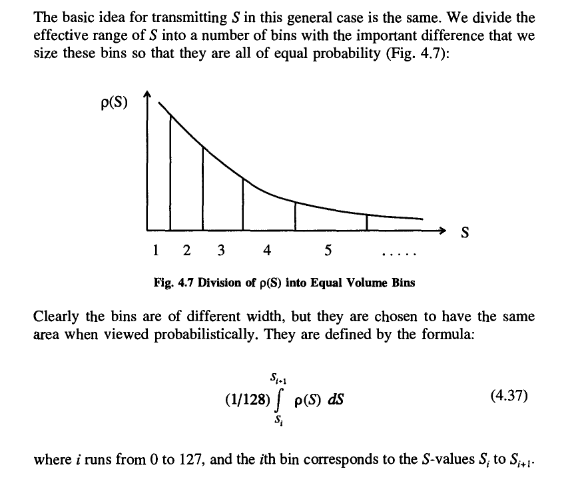 The basic idea for transmitting S in this general case is the same. We divide the
effective range of S into a number of bins with the important difference that we
size these bins so that they are all of equal probability (Fig. 4.7):
ρ(S)
S
1 2 3 4 5 .....
Fig. 4.7 Division of ρ(S) Into Equal Volume Bins
Clearly the bins are of different width, but they are chosen to have the same
area when viewed probabilistically. They are defined by the formula:
S_{i+1}
(1/128) ∫ ρ(S) dS (4.37)
S_i
where i runs from 0 to 127, and the ith bin corresponds to the S-values S_i to S_{i+1}.